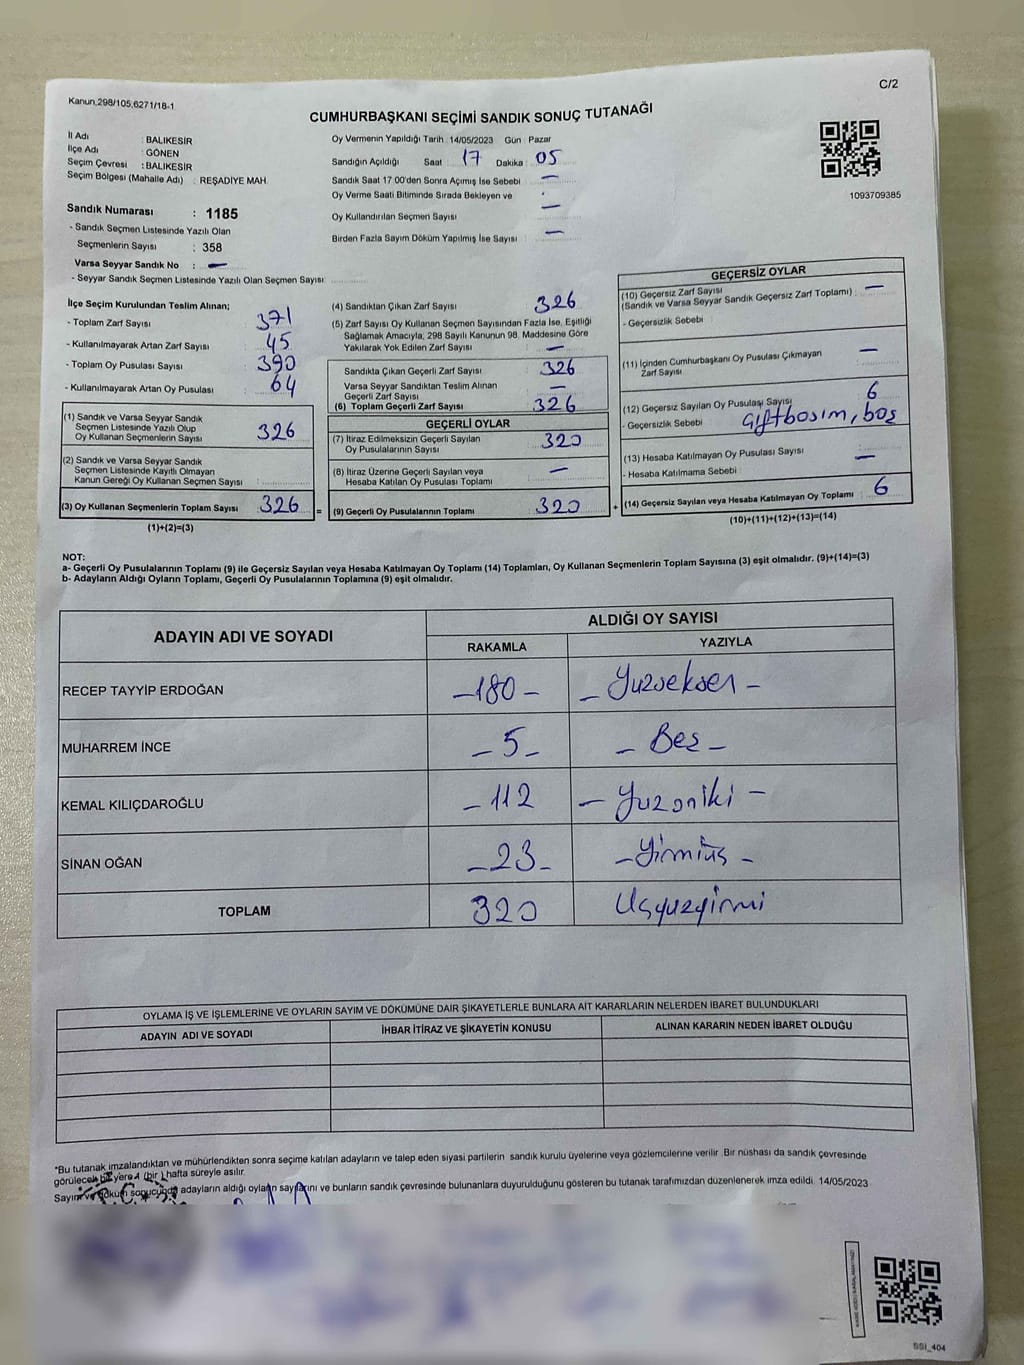 C/2
Kanun,298/105,6271/18-1
CUMHURBAŞKANI SEÇİMİ SANDIK SONUÇ TUTANAĞI
İl Adı : BALIKESİR
İlçe Adı : GÖNEN
Seçim Çevresi : BALIKESİR
Seçim Bölgesi (Mahalle Adı) : REŞADİYE MAH.
Sandık Numarası : 1185
- Sandık Seçmen Listesinde Yazılı Olan
Seçmenlerin Sayısı : 358
Varsa Seyyar Sandık No : —
- Seyyar Sandık Seçmen Listesinde Yazılı Olan Seçmen Sayısı:
Oy Vermenin Yapıldığı Tarih : 14/05/2023 Gün : Pazar
Sandığın Açıldığı Saat : 17 Dakika : 05
Sandık Saat 17:00'den Sonra Açımış İse Sebebi : —
Oy Verme Saati Bitiminde Sırada Bekleyen ve :
Oy Kullandırılan Seçmen Sayısı —
Birden Fazla Sayım Döküm Yapılmış İse Sayısı : —
1093709385
İlçe Seçim Kurulundan Teslim Alınan;
- Toplam Zarf Sayısı : 371
- Kullanılmayarak Artan Zarf Sayısı : 45
- Toplam Oy Pusulası Sayısı : 390
- Kullanılmayarak Artan Oy Pusulası : 64
(1) Sandık ve Varsa Seyyar Sandık
Seçmen Listesinde Yazılı Olup
Oy Kullanan Seçmenlerin Sayısı : 326
(2) Sandık ve Varsa Seyyar Sandık
Seçmen Listesinde Kayıtlı Olmayan
Kanun Gereği Oy Kullanan Seçmen Sayısı :
(3) Oy Kullanan Seçmenlerin Toplam Sayısı : 326 =
(1)+(2)=(3)
(4) Sandıktan Çıkan Zarf Sayısı : 326
(5) Zarf Sayısı Oy Kullanan Seçmen Sayısından Fazla İse, Eşitliği
Sağlamak Amacıyla, 298 Sayılı Kanunun 98. Maddesine Göre
Yakılarak Yok Edilen Zarf Sayısı : —
Sandıkta Çıkan Geçerli Zarf Sayısı : 326
Varsa Seyyar Sandıktan Teslim Alınan
Geçerli Zarf Sayısı : —
(6) Toplam Geçerli Zarf Sayısı : 326
GEÇERLİ OYLAR
(7) İtiraz Edilmeksizin Geçerli Sayılan
Oy Pusulalarının Sayısı : 320
(8) İtiraz Üzerine Geçerli Sayılan veya
Hesaba Katılan Oy Pusulası Toplamı : —
(9) Geçerli Oy Pusulalarının Toplamı : 320 +
GEÇERSİZ OYLAR
(10) Geçersiz Zarf Sayısı
(Sandık ve Varsa Seyyar Sandık Geçersiz Zarf Toplamı) : —
- Geçersizlik Sebebi :
(11) İçinden Cumhurbaşkanı Oy Pusulası Çıkmayan
Zarf Sayısı : —
(12) Geçersiz Sayılan Oy Pusulası Sayısı : 6
- Geçersizlik Sebebi : çiftbasım, boş
(13) Hesaba Katılmayan Oy Pusulası Sayısı : —
- Hesaba Katılmama Sebebi :
(14) Geçersiz Sayılan veya Hesaba Katılmayan Oy Toplamı : 6
(10)+(11)+(12)+(13)=(14)
NOT:
a- Geçerli Oy Pusulalarının Toplamı (9) ile Geçersiz Sayılan veya Hesaba Katılmayan Oy Toplamı (14) Toplamları, Oy Kullanan Seçmenlerin Toplam Sayısına (3) eşit olmalıdır. (9)+(14)=(3)
b- Adayların Aldığı Oyların Toplamı, Geçerli Oy Pusulalarının Toplamına (9) eşit olmalıdır.
ADAYIN ADI VE SOYADI
ALDIĞI OY SAYISI
RAKAMLA YAZIYLA
RECEP TAYYİP ERDOĞAN -180- -Yuzseksen-
MUHARREM İNCE -5- -Beş-
KEMAL KILIÇDAROĞLU -112 -Yuzoniki-
SİNAN OĞAN -23- -Yirmiüç-
TOPLAM 320 Uçyuzyirmi
OYLAMA İŞ VE İŞLEMLERİNE VE OYLARIN SAYIM VE DÖKÜMÜNE DAİR ŞİKAYETLERLE BUNLARA AİT KARARLARIN NELERDEN İBARET BULUNDUKLARI
ADAYIN ADI VE SOYADI İHBAR İTİRAZ VE ŞİKAYETİN KONUSU ALINAN KARARIN NEDEN İBARET OLDUĞU
*Bu tutanak imzalandıktan ve mühürlendikten sonra seçime katılan adayların ve talep eden siyasi partilerin sandık kurulu üyelerine veya gözlemcilerine verilir. Bir nüshası da sandık çevresinde
görülecek bir yere 1 (bir) hafta süreyle asılır.
Sayım ve döküm sonucunda adayların aldığı oyların sayılarını ve bunların sandık çevresinde bulunanlara duyurulduğunu gösteren bu tutanak tarafımızdan düzenlenerek imza edildi. 14/05/2023
SSI_404